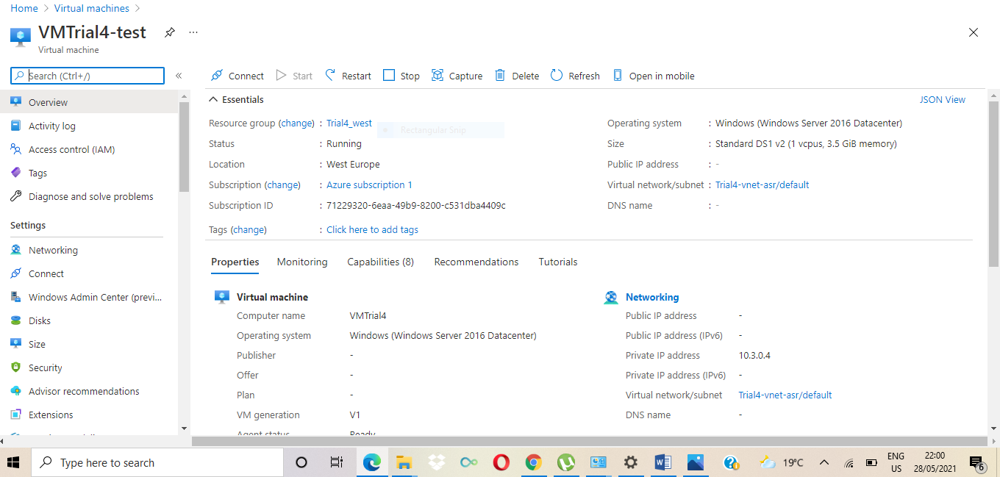 Home > Virtual machines >
VMTrial4-test
Virtual machine
Search (Ctrl+/)
«
Overview
Activity log
Access control (IAM)
Tags
Diagnose and solve problems
Settings
Networking
Connect
Windows Admin Center (previ...
Disks
Size
Security
Advisor recommendations
Extensions
Connect Start Restart Stop Capture Delete Refresh Open in mobile
Essentials JSON View
Resource group (change) : Trial4_west
Rectangular Snip
Status : Running
Location : West Europe
Subscription (change) : Azure subscription 1
Subscription ID : 71229320-6eaa-49b9-8200-c531dba4409c
Tags (change) : Click here to add tags
Operating system : Windows (Windows Server 2016 Datacenter)
Size : Standard DS1 v2 (1 vcpus, 3.5 GiB memory)
Public IP address : -
Virtual network/subnet : Trial4-vnet-asr/default
DNS name : -
Properties Monitoring Capabilities (8) Recommendations Tutorials
Virtual machine
Computer name VMTrial4
Operating system Windows (Windows Server 2016 Datacenter)
Publisher -
Offer -
Plan -
VM generation V1
Agent status Ready
Networking
Public IP address -
Public IP address (IPv6) -
Private IP address 10.3.0.4
Private IP address (IPv6) -
Virtual network/subnet Trial4-vnet-asr/default
DNS name -
Type here to search
19°C
ENG
US
22:00
28/05/2021
6